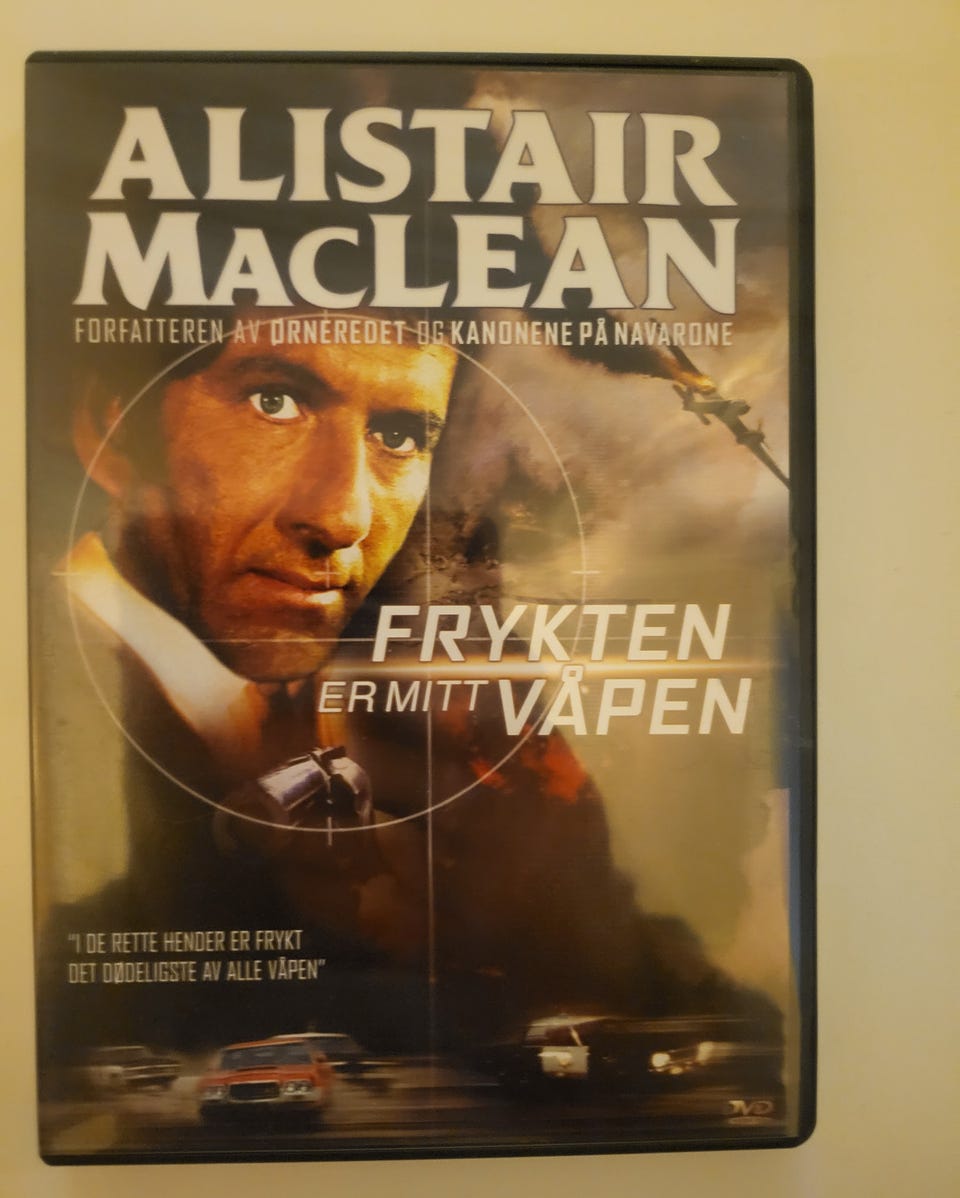 ALISTAIR
MACLEAN
FORFATTEREN AV ØRNEREDET OG KANONENE PÅ NAVARONE
FRYKTEN
ER MITT VÅPEN
"I DE RETTE HENDER ER FRYKT
DET DØDELIGSTE AV ALLE VÅPEN"
DVD